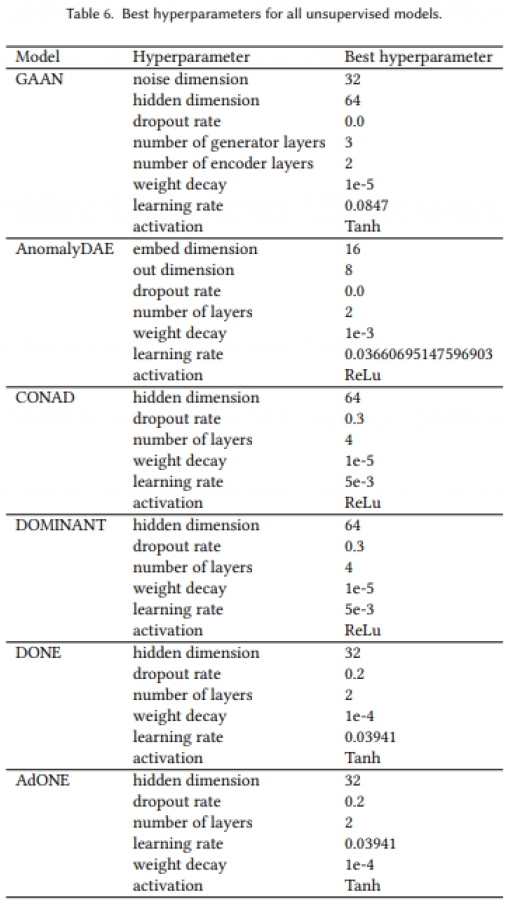 Table 6. Best hyperparameters for all unsupervised models.
Model Hyperparameter Best hyperparameter
GAAN noise dimension 32
hidden dimension 64
dropout rate 0.0
number of generator layers 3
number of encoder layers 2
weight decay 1e-5
learning rate 0.0847
activation Tanh
AnomalyDAE embed dimension 16
out dimension 8
dropout rate 0.0
number of layers 2
weight decay 1e-3
learning rate 0.03660695147596903
activation ReLu
CONAD hidden dimension 64
dropout rate 0.3
number of layers 4
weight decay 1e-5
learning rate 5e-3
activation ReLu
DOMINANT hidden dimension 64
dropout rate 0.3
number of layers 4
weight decay 1e-5
learning rate 5e-3
activation ReLu
DONE hidden dimension 32
dropout rate 0.2
number of layers 2
weight decay 1e-4
learning rate 0.03941
activation Tanh
AdONE hidden dimension 32
dropout rate 0.2
number of layers 2
learning rate 0.03941
weight decay 1e-4
activation Tanh